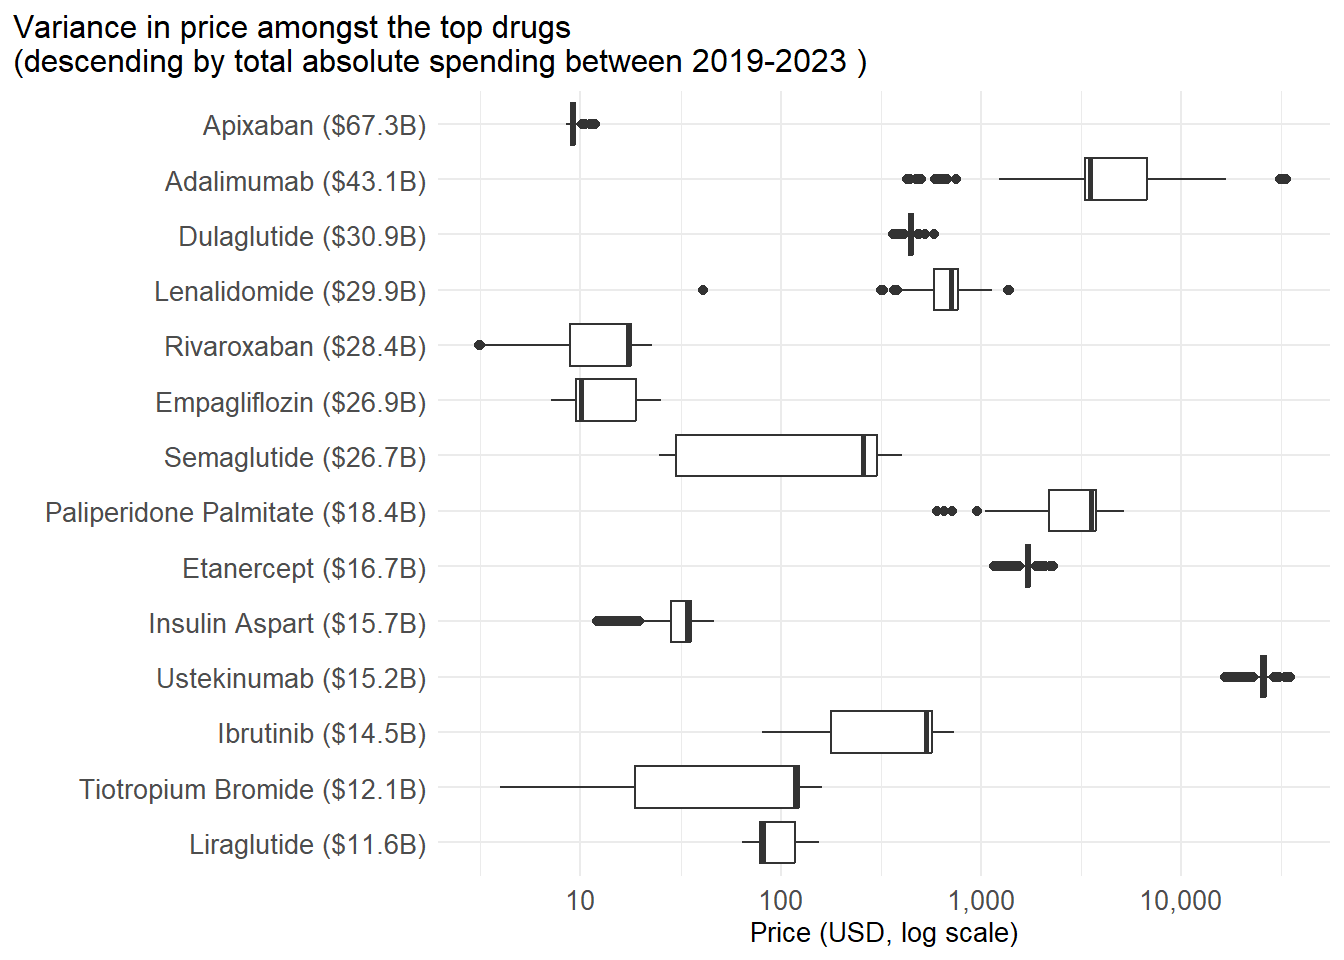 Variance in price amongst the top drugs
(descending by total absolute spending between 2019-2023 )
Apixaban ($67.3B)
Adalimumab ($43.1B)
Dulaglutide ($30.9B)
Lenalidomide ($29.9B)
Rivaroxaban ($28.4B)
Empagliflozin ($26.9B)
Semaglutide ($26.7B)
Paliperidone Palmitate ($18.4B)
Etanercept ($16.7B)
Insulin Aspart ($15.7B)
Ustekinumab ($15.2B)
Ibrutinib ($14.5B)
Tiotropium Bromide ($12.1B)
Liraglutide ($11.6B)
10 100 1,000 10,000
Price (USD, log scale)